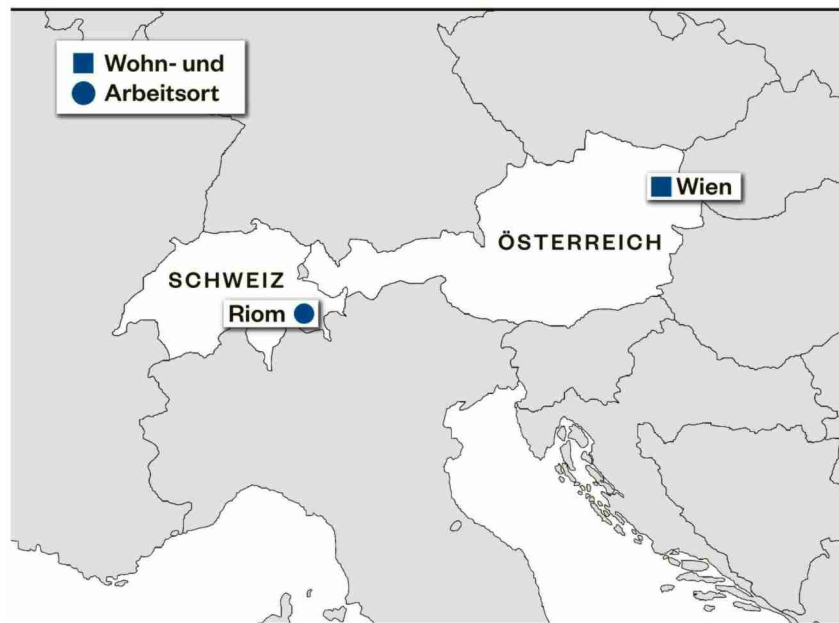 Wohn- und
Arbeitsort
Wien
ÖSTERREICH
SCHWEIZ
Riom